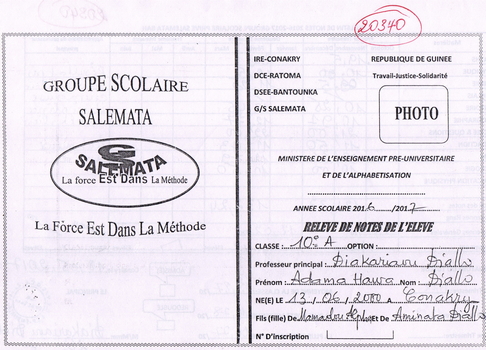 20340
GROUPE SCOLAIRE
SALEMATA
GS
SALEMATA
La force Est Dans La Méthode
La Force Est Dans La Méthode
IRE-CONAKRY
REPUBLIQUE DE GUINEE
DCE-RATOMA
Travail-Justice-Solidarité
DSEE-BANTOUNKA
G/S SALEMATA
PHOTO
MINISTERE DE L'ENSEIGNEMENT PRE-UNIVERSITAIRE
ET DE L'ALPHABETISATION
ANNEE SCOLAIRE 2016/2017
RELEVE DE NOTES DE L'ELEVE
CLASSE : 10e A OPTION :
Professeur principal : Diakariaou Diallo
Prénom : Adama Hawa Nom : Diallo
NE(E) LE 13/06/2000 A Conakry
Fils (fille) De Mamadou Alpha Et De Aminata Diallo
N° D'inscription